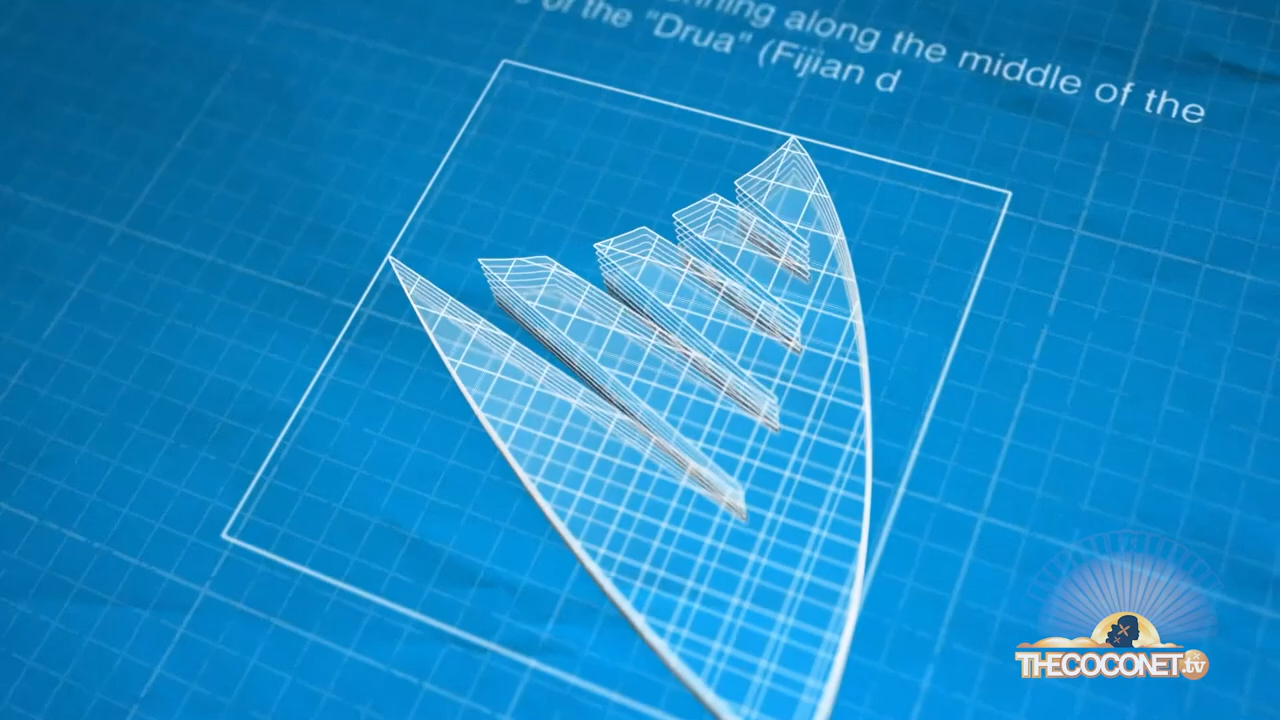 along the middle of the
of the "Drua" (Fijian d
THECOCONET.tv